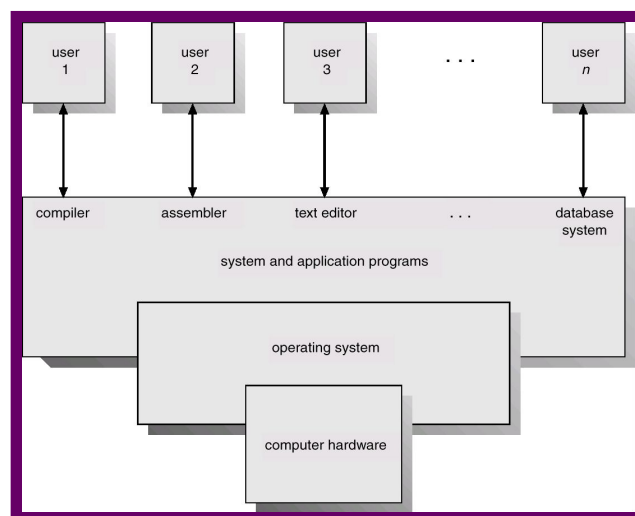 user
1
user
2
user
3
. . .
user
n
compiler
assembler
text editor
. . .
database
system
system and application programs
operating system
computer hardware